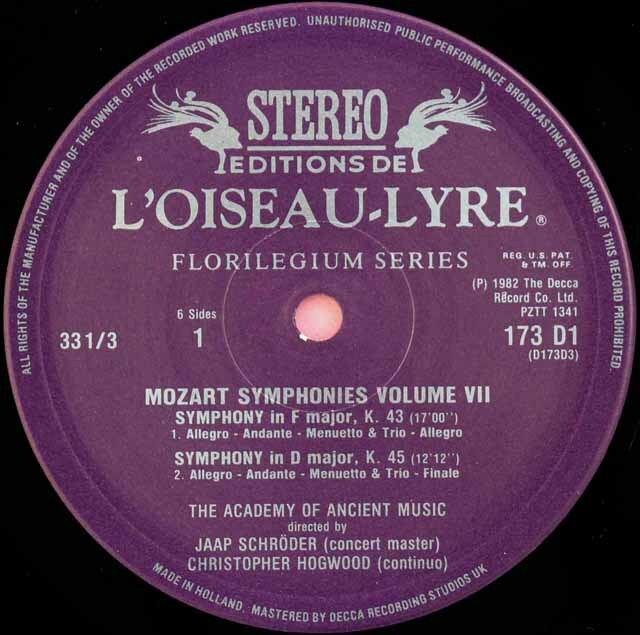 ALL RIGHTS OF THE MANUFACTURER AND OF THE OWNER OF THE RECORDED WORK RESERVED. UNAUTHORISED PUBLIC PERFORMANCE BROADCASTING AND COPYING OF THIS RECORD PROHIBITED.
STEREO
EDITIONS DE
L'OISEAU-LYRE ®
FLORILEGIUM SERIES
REG. U.S. PAT.
& TM. OFF.
(P) 1982 The Decca
Record Co. Ltd.
PZTT 1341
331/3
6 Sides
1
173 D1
(D173D3)
MOZART SYMPHONIES VOLUME VII
SYMPHONY in F major, K. 43 (17'00'')
1. Allegro - Andante - Menuetto & Trio - Allegro
SYMPHONY in D major, K. 45 (12'12'')
2. Allegro - Andante - Menuetto & Trio - Finale
THE ACADEMY OF ANCIENT MUSIC
directed by
JAAP SCHRÖDER (concert master)
CHRISTOPHER HOGWOOD (continuo)
MADE IN HOLLAND. MASTERED BY DECCA RECORDING STUDIOS UK